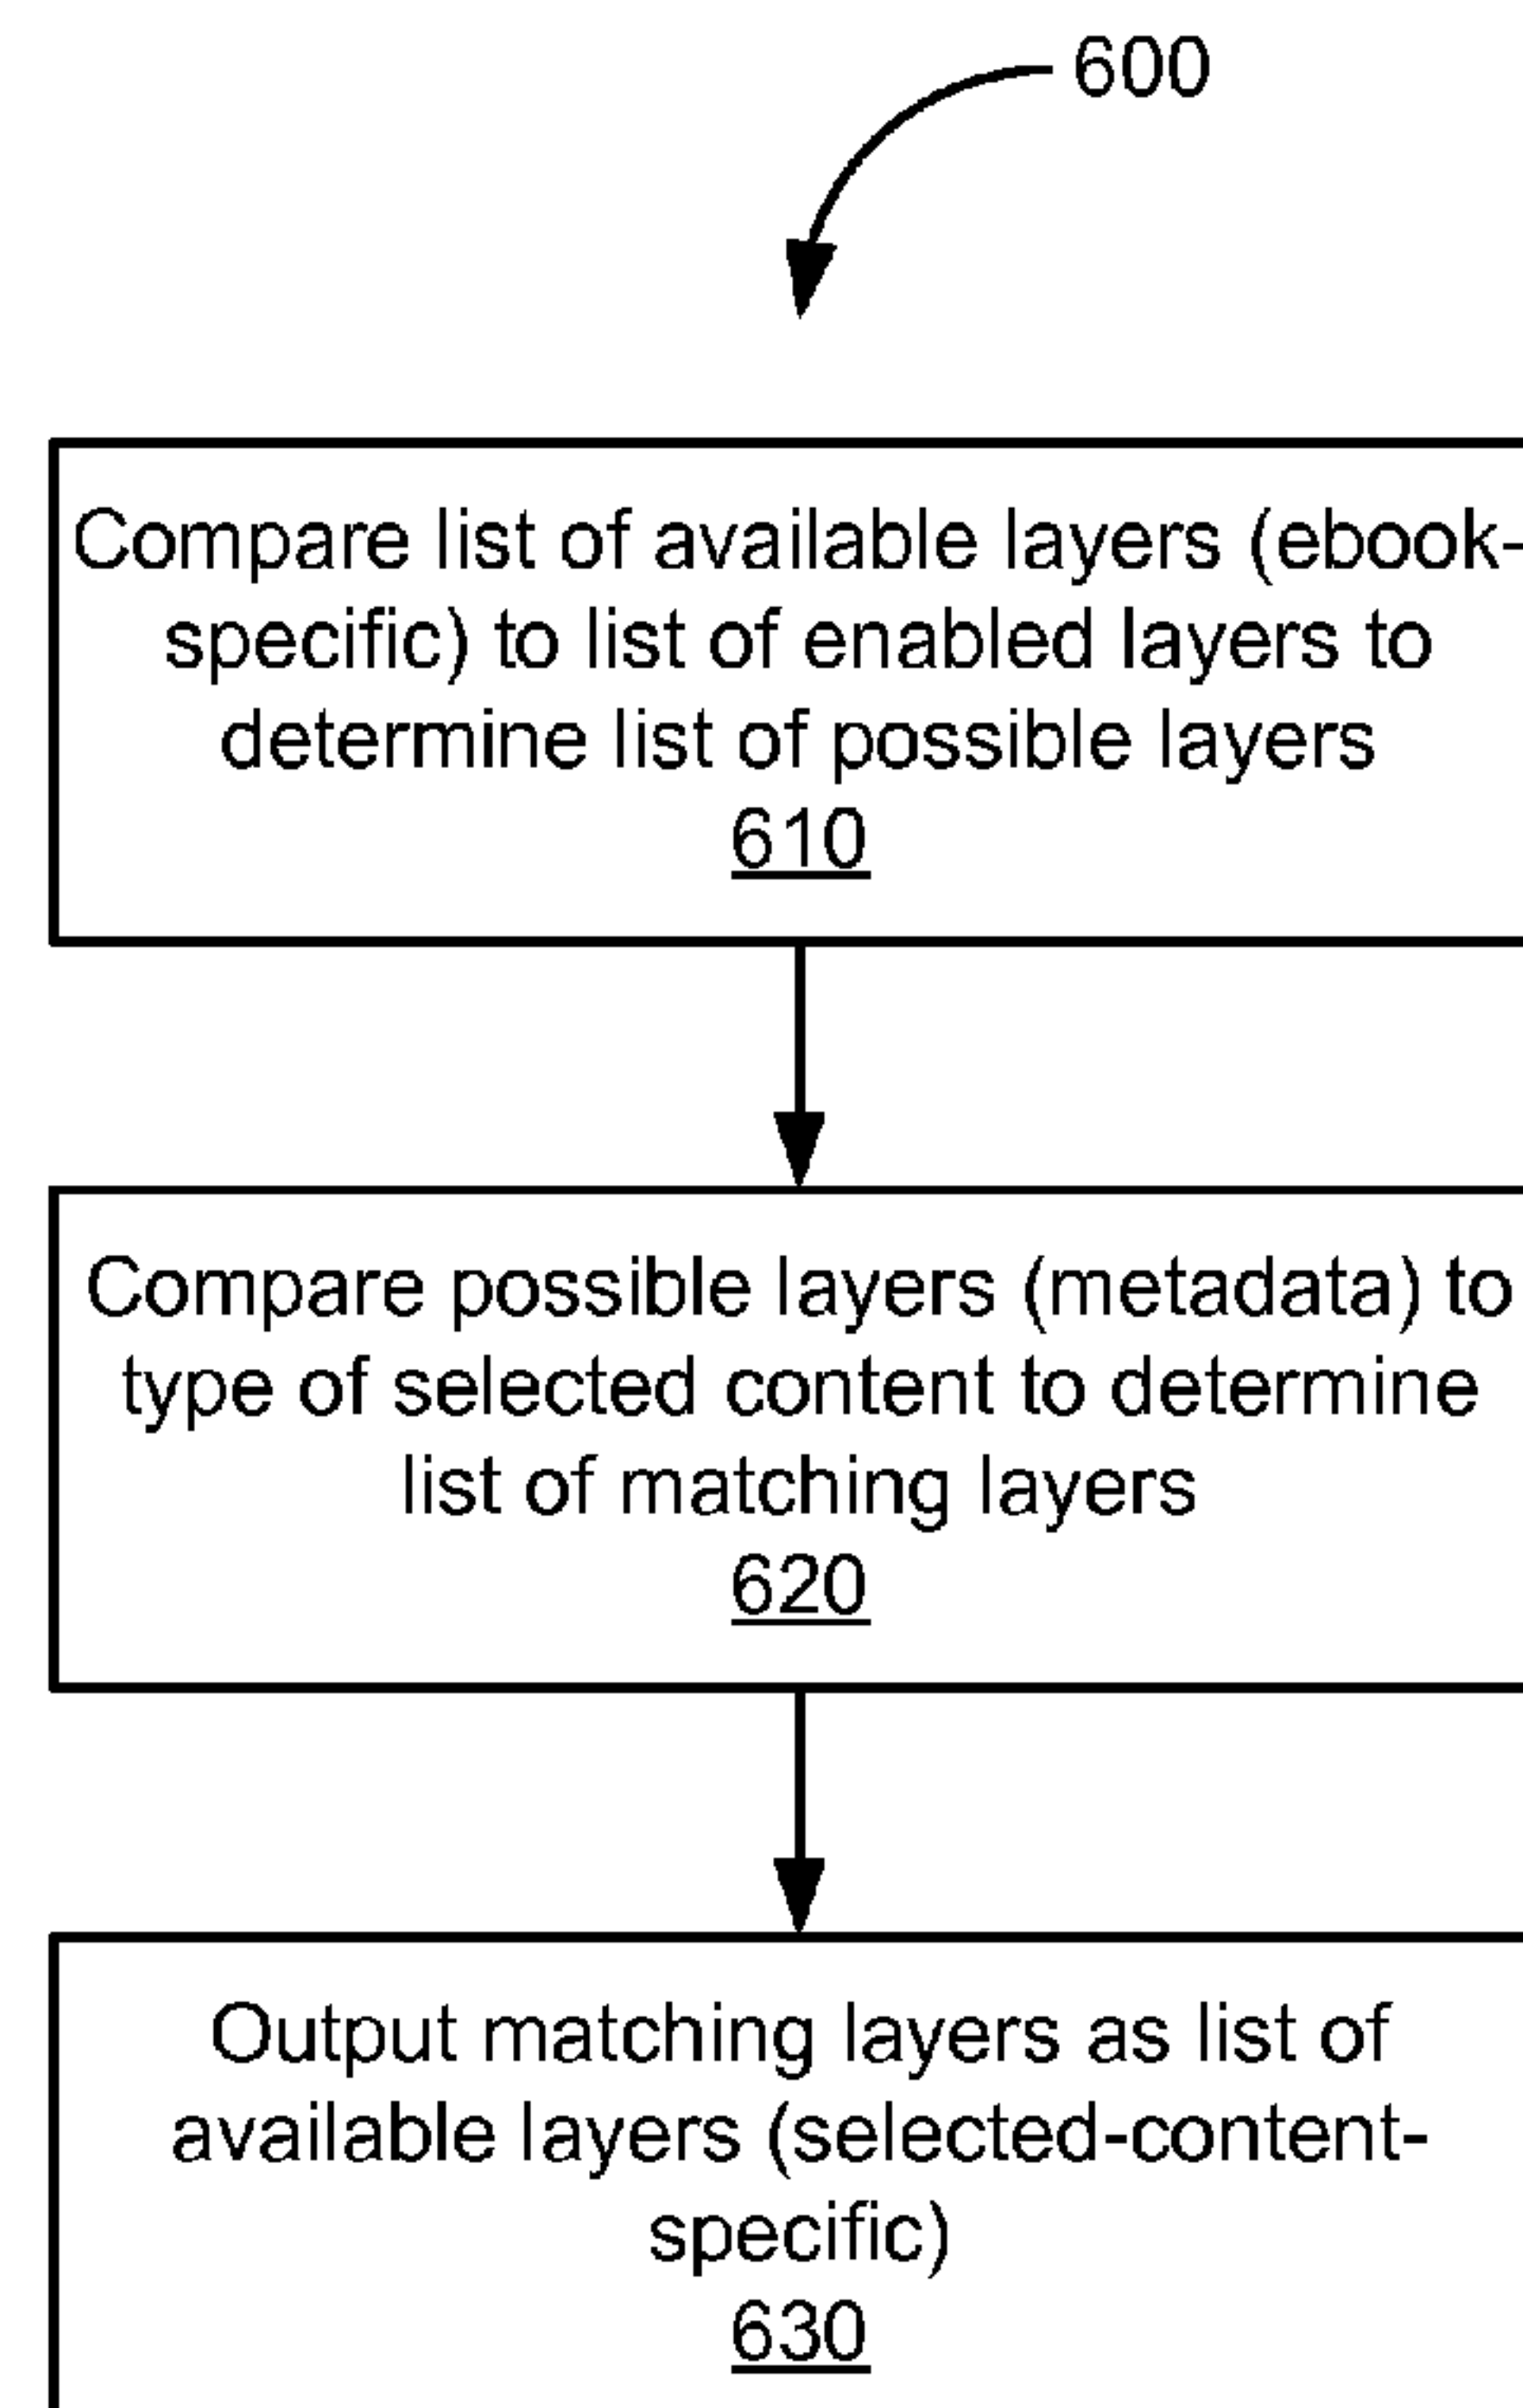 600
Compare list of available layers (ebook-
specific) to list of enabled layers to
determine list of possible layers
610
Compare possible layers (metadata) to
type of selected content to determine
list of matching layers
620
Output matching layers as list of
available layers (selected-content-
specific)
630